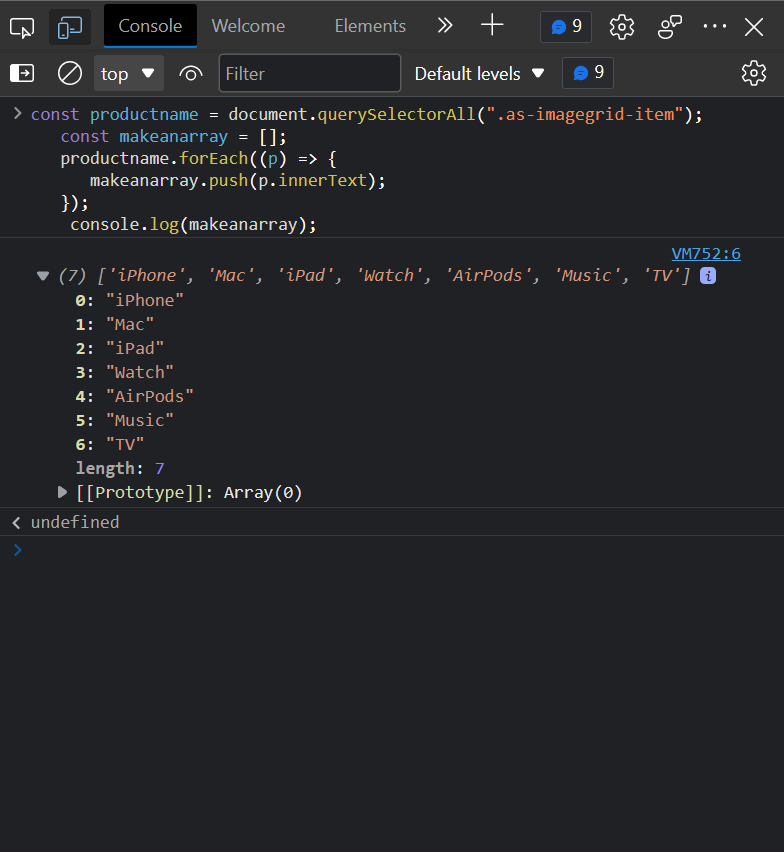 Console Welcome Elements 9
top Filter Default levels 9
const productname = document.querySelectorAll(".as-imagegrid-item");
const makeanarray = [];
productname.forEach((p) => {
makeanarray.push(p.innerText);
});
console.log(makeanarray);
VM752:6
(7) ['iPhone', 'Mac', 'iPad', 'Watch', 'AirPods', 'Music', 'TV'] i
0: "iPhone"
1: "Mac"
2: "iPad"
3: "Watch"
4: "AirPods"
5: "Music"
6: "TV"
length: 7
[[Prototype]]: Array(0)
undefined